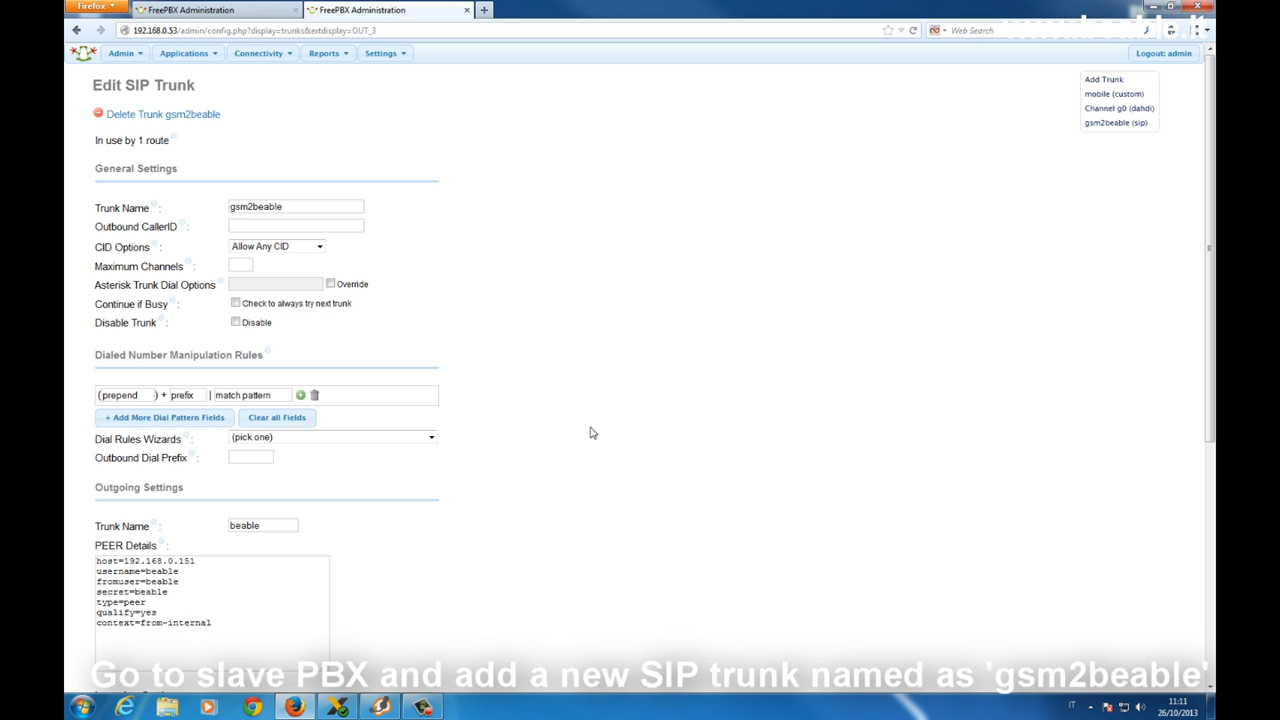 Firefox
FreePBX Administration
FreePBX Administration
192.168.0.53/admin/config.php?display=trunks&extdisplay=OUT_3
Web Search
Admin
Applications
Connectivity
Reports
Settings
Logout: admin
Edit SIP Trunk
Add Trunk
mobile (custom)
Channel g0 (dahdi)
gsm2beable (sip)
Delete Trunk gsm2beable
In use by 1 route
General Settings
Trunk Name : gsm2beable
Outbound CallerID :
CID Options : Allow Any CID
Maximum Channels :
Asterisk Trunk Dial Options Override
Continue if Busy : Check to always try next trunk
Disable Trunk : Disable
Dialed Number Manipulation Rules
(prepend ) + prefix | match pattern
+ Add More Dial Pattern Fields Clear all Fields
Dial Rules Wizards : (pick one)
Outbound Dial Prefix :
Outgoing Settings
Trunk Name : beable
PEER Details :
host=192.168.0.151
username=beable
fromuser=beable
secret=beable
type=peer
qualify=yes
context=from-internal
Go to slave PBX and add a new SIP trunk named as 'gsm2beable'
IT
11:11
26/10/2013